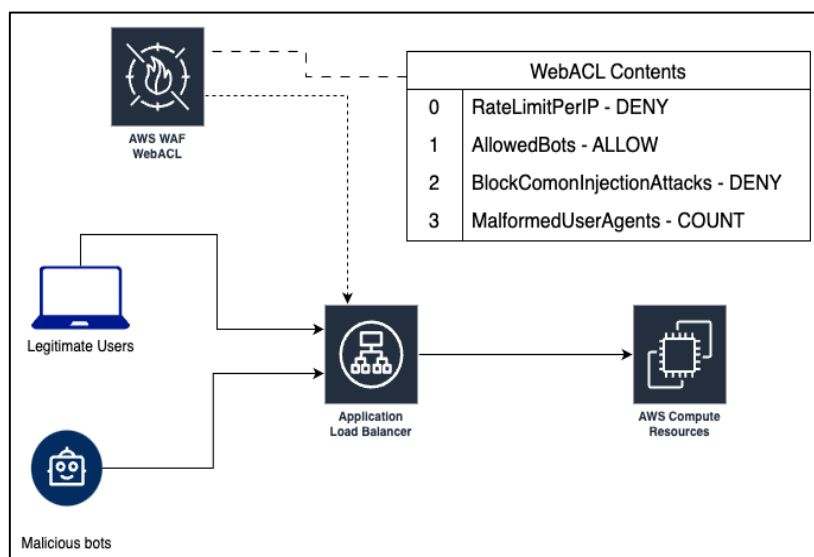 AWS WAF
WebACL
WebACL Contents
0 RateLimitPerIP - DENY
1 AllowedBots - ALLOW
2 BlockComonInjectionAttacks - DENY
3 MalformedUserAgents - COUNT
Legitimate Users
Application
Load Balancer
AWS Compute
Resources
Malicious bots